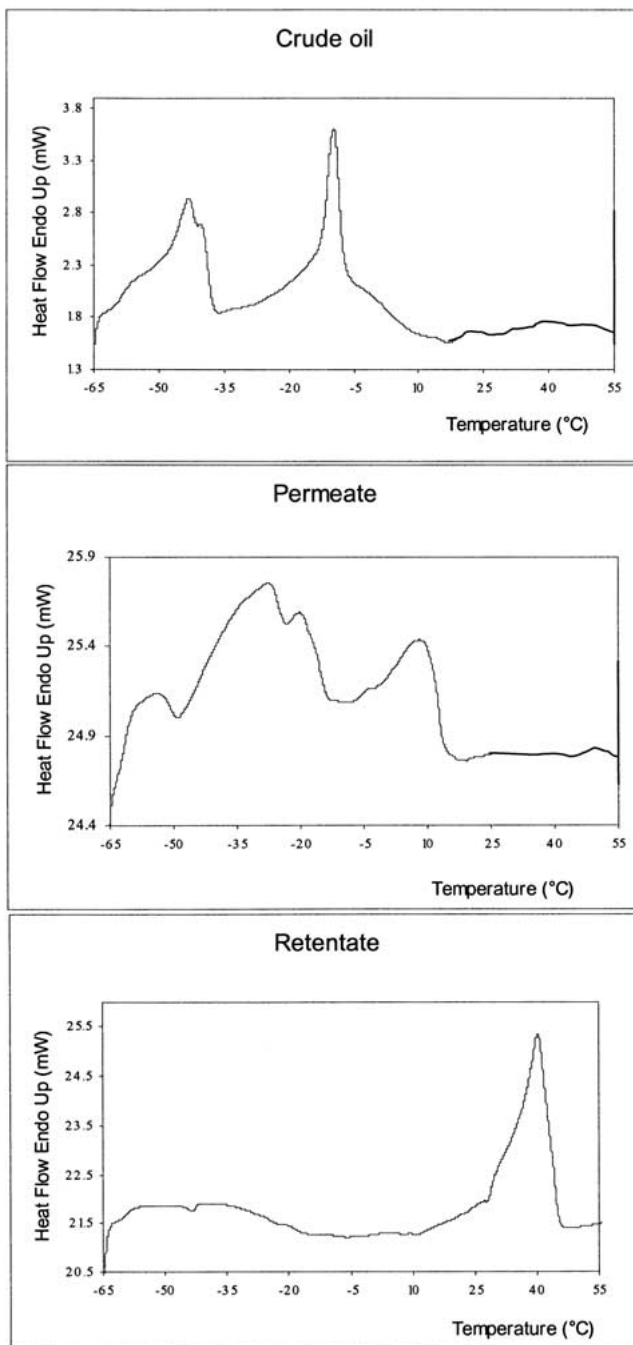 Crude oil
Heat Flow Endo Up (mW)
3.8
3.3
2.8
2.3
1.8
13
-65 -50 -35 -20 -5 10 25 40 55
Temperature (°C)
Permeate
Heat Flow Endo Up (mW)
25.9
25.4
24.9
24.4
-65 -50 -35 -20 -5 10 25 40 55
Temperature (°C)
Retentate
Heat Flow Endo Up (mW)
25.5
24.5
23.5
22.5
21.5
20.5
-65 -50 -35 -20 -5 10 25 40 55
Temperature (°C)